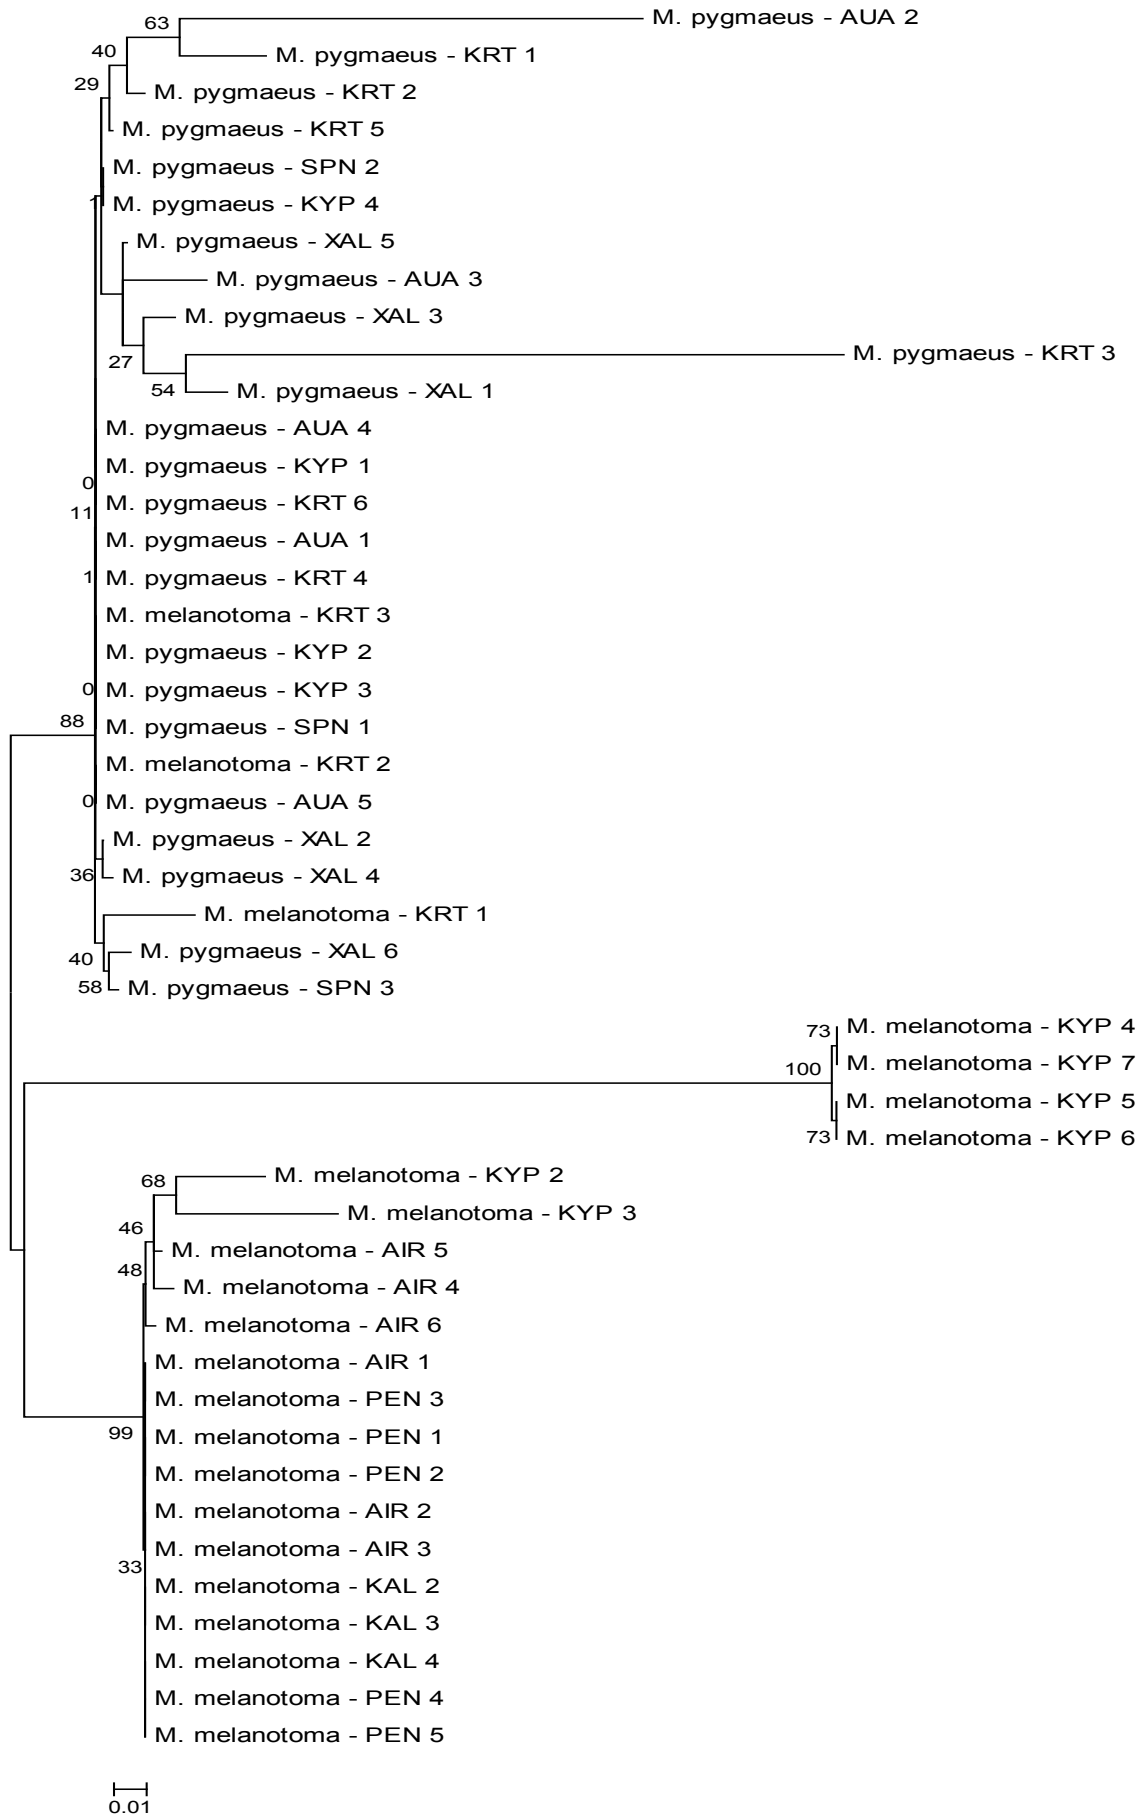 63
M. pygmaeus - AUA 2
M. pygmaeus - KRT 1
40
M. pygmaeus - KRT 2
29
M. pygmaeus - KRT 5
M. pygmaeus - SPN 2
1
M. pygmaeus - KYP 4
M. pygmaeus - XAL 5
M. pygmaeus - AUA 3
M. pygmaeus - XAL 3
27
M. pygmaeus - KRT 3
54
M. pygmaeus - XAL 1
M. pygmaeus - AUA 4
M. pygmaeus - KYP 1
0
M. pygmaeus - KRT 6
11
M. pygmaeus - AUA 1
1
M. pygmaeus - KRT 4
M. melanotoma - KRT 3
M. pygmaeus - KYP 2
0
M. pygmaeus - KYP 3
88
M. pygmaeus - SPN 1
M. melanotoma - KRT 2
0
M. pygmaeus - AUA 5
M. pygmaeus - XAL 2
36
M. pygmaeus - XAL 4
M. melanotoma - KRT 1
40
M. pygmaeus - XAL 6
58
M. pygmaeus - SPN 3
73
M. melanotoma - KYP 4
100
M. melanotoma - KYP 7
M. melanotoma - KYP 5
73
M. melanotoma - KYP 6
68
M. melanotoma - KYP 2
46
M. melanotoma - KYP 3
M. melanotoma - AIR 5
48
M. melanotoma - AIR 4
M. melanotoma - AIR 6
M. melanotoma - AIR 1
M. melanotoma - PEN 3
99
M. melanotoma - PEN 1
M. melanotoma - PEN 2
M. melanotoma - AIR 2
M. melanotoma - AIR 3
33
M. melanotoma - KAL 2
M. melanotoma - KAL 3
M. melanotoma - KAL 4
M. melanotoma - PEN 4
M. melanotoma - PEN 5
0.01